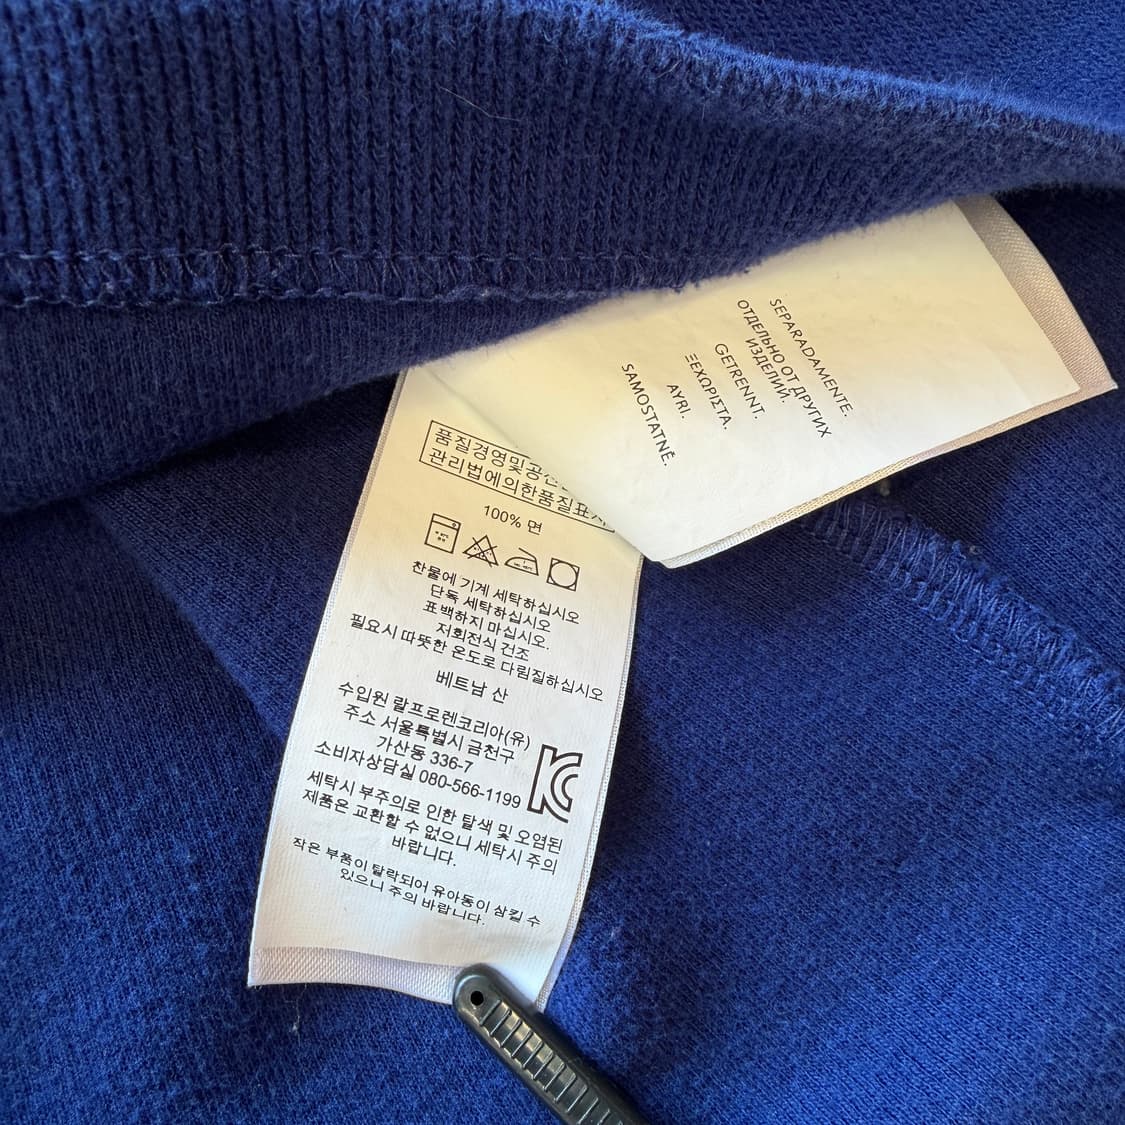 SEPARADAMENTE.
ОТДЕЛЬНО ОТ ДРУГИХ
ИЗДЕЛИЙ.
GETRENNT.
ΞΕΧΩΡΙΣΤΑ.
AYRI.
SAMOSTATNĚ.
품질경영및공산
관리법에의한품질표시
100% 면
찬물에 기계 세탁하십시오
단독 세탁하십시오
표백하지 마십시오.
저회전식 건조
필요시 따뜻한 온도로 다림질하십시오
베트남 산
수입원 랄프로렌코리아(유)
주소 서울특별시 금천구
가산동 336-7
소비자상담실 080-566-1199
세탁시 부주의로 인한 탈색 및 오염된
제품은 교환할 수 없으니 세탁시 주의
바랍니다.
작은 부품이 탈락되어 유아동이 삼킬 수
있으니 주의 바랍니다.